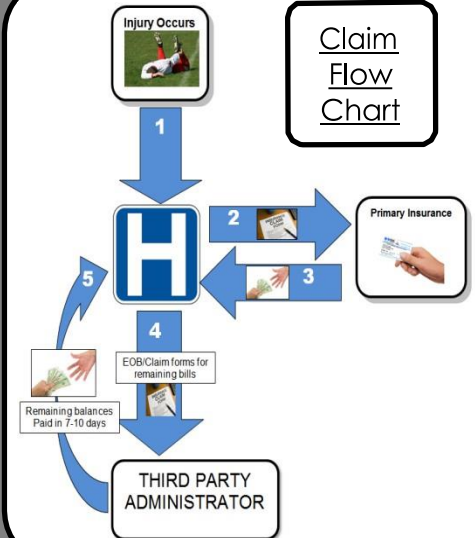 Injury Occurs
Claim
Flow
Chart
1
2
Primary Insurance
H
3
5
4
EOB/Claim forms for
remaining bills
Remaining balances
Paid in 7-10 days
THIRD PARTY
ADMINISTRATOR